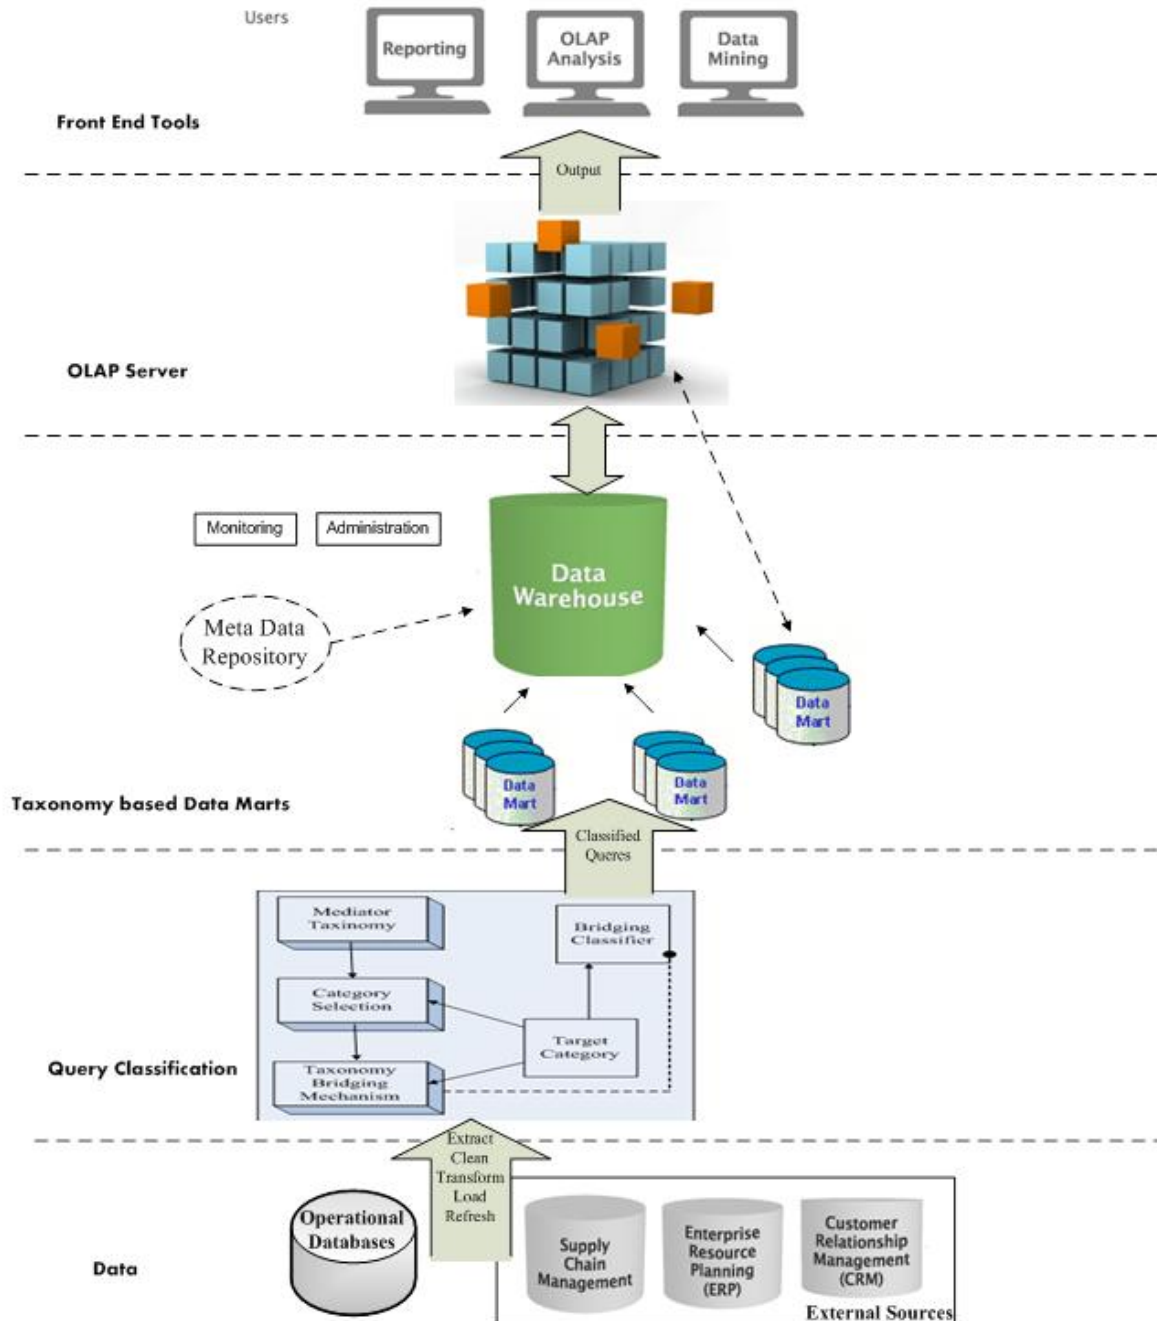 Users
Reporting
OLAP
Analysis
Data
Mining
Front End Tools
Output
OLAP Server
Monitoring
Administration
Data
Warehouse
Meta Data
Repository
Data
Mart
Data
Mart
Data
Mart
Taxonomy based Data Marts
Classified
Queres
Mediator
Taxinomy
Bridging
Classifier
Category
Selection
Target
Category
Query Classification
Taxonomy
Bridging
Mechanism
Extract
Clean
Transform
Load
Refresh
Operational
Databases
Supply
Chain
Management
Enterprise
Resource
Planning
(ERP)
Customer
Relationship
Management
(CRM)
Data
External Sources